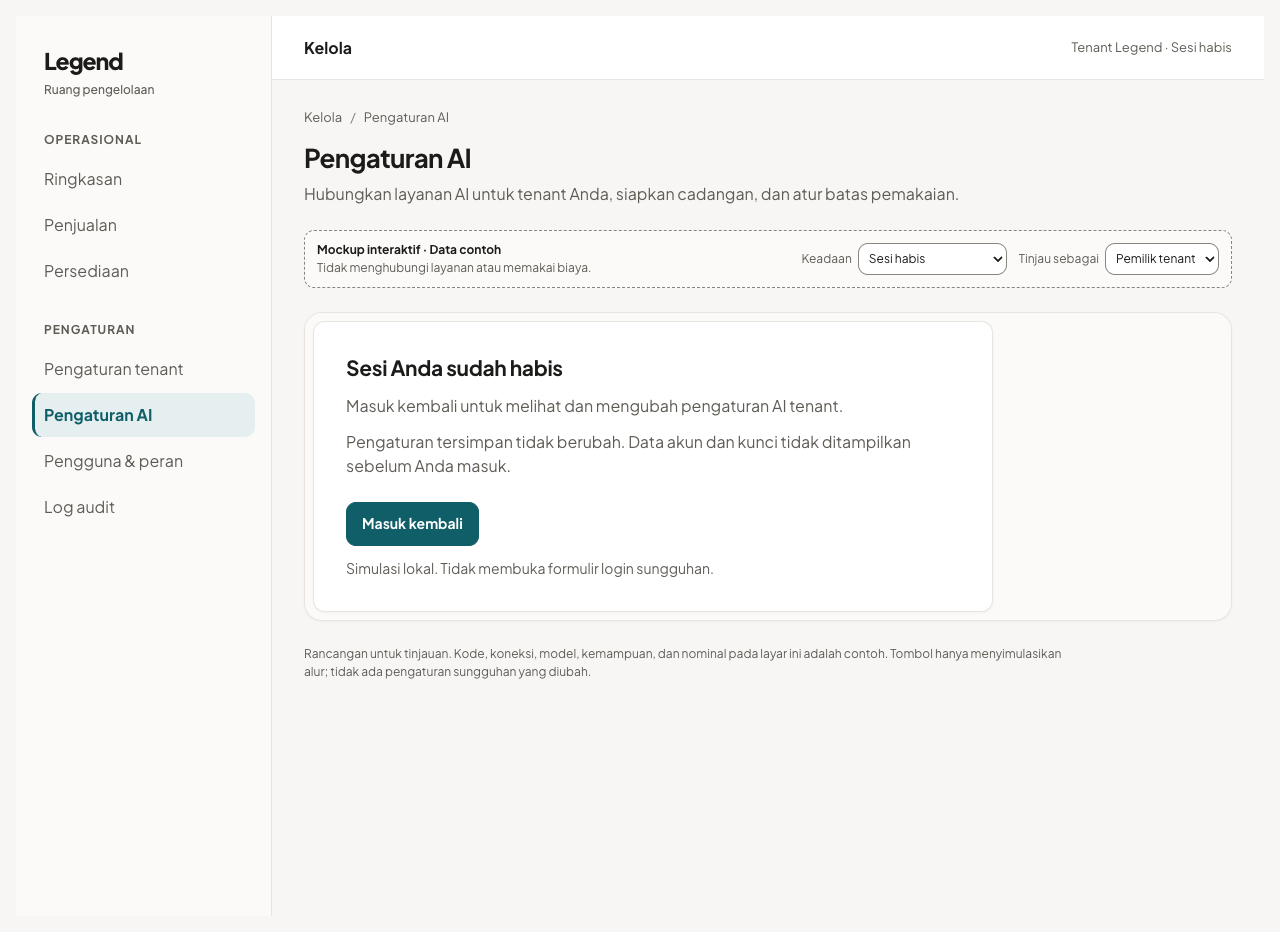 Legend
Ruang pengelolaan
OPERASIONAL
Ringkasan
Penjualan
Persediaan
PENGATURAN
Pengaturan tenant
Pengaturan AI
Pengguna & peran
Log audit
Kelola
Tenant Legend · Sesi habis
Kelola / Pengaturan AI
Pengaturan AI
Hubungkan layanan AI untuk tenant Anda, siapkan cadangan, dan atur batas pemakaian.
Mockup interaktif · Data contoh
Tidak menghubungi layanan atau memakai biaya.
Keadaan Sesi habis Tinjau sebagai Pemilik tenant
Sesi Anda sudah habis
Masuk kembali untuk melihat dan mengubah pengaturan AI tenant.
Pengaturan tersimpan tidak berubah. Data akun dan kunci tidak ditampilkan
sebelum Anda masuk.
Masuk kembali
Simulasi lokal. Tidak membuka formulir login sungguhan.
Rancangan untuk tinjauan. Kode, koneksi, model, kemampuan, dan nominal pada layar ini adalah contoh. Tombol hanya menyimulasikan
alur; tidak ada pengaturan sungguhan yang diubah.